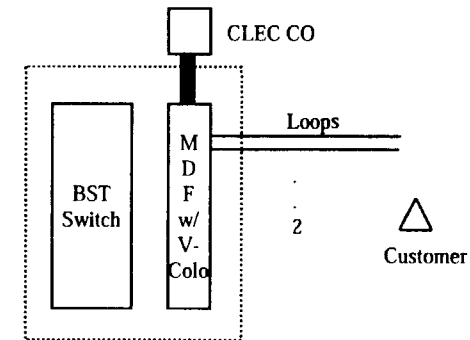 CLEC CO
Loops
M
D
F
w/
V-
Colo
BST
Switch
.
.
2
Customer